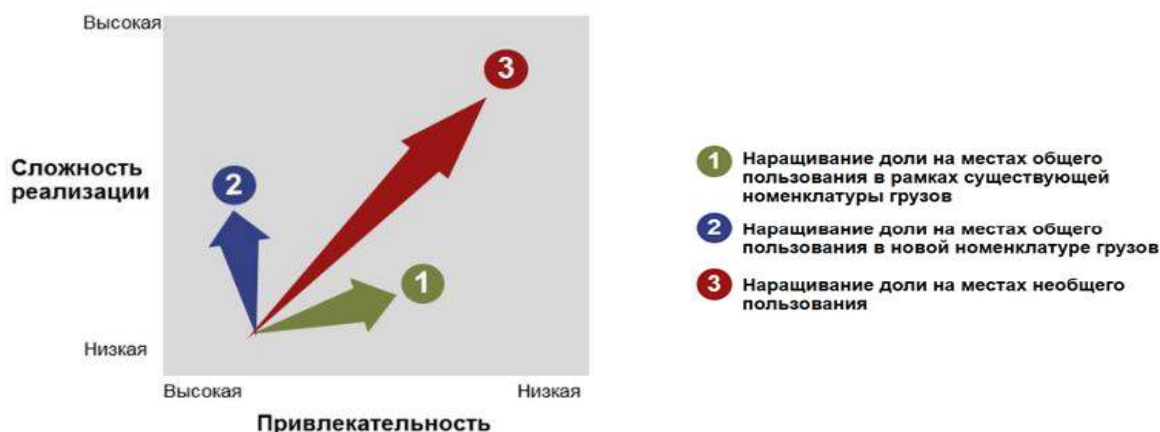 Высокая
3
Сложность
реализации
2
1
Низкая
Высокая
Низкая
Привлекательность
1 Наращивание доли на местах общего
пользования в рамках существующей
номенклатуры грузов
2 Наращивание доли на местах общего
пользования в новой номенклатуре грузов
3 Наращивание доли на местах необщего
пользования